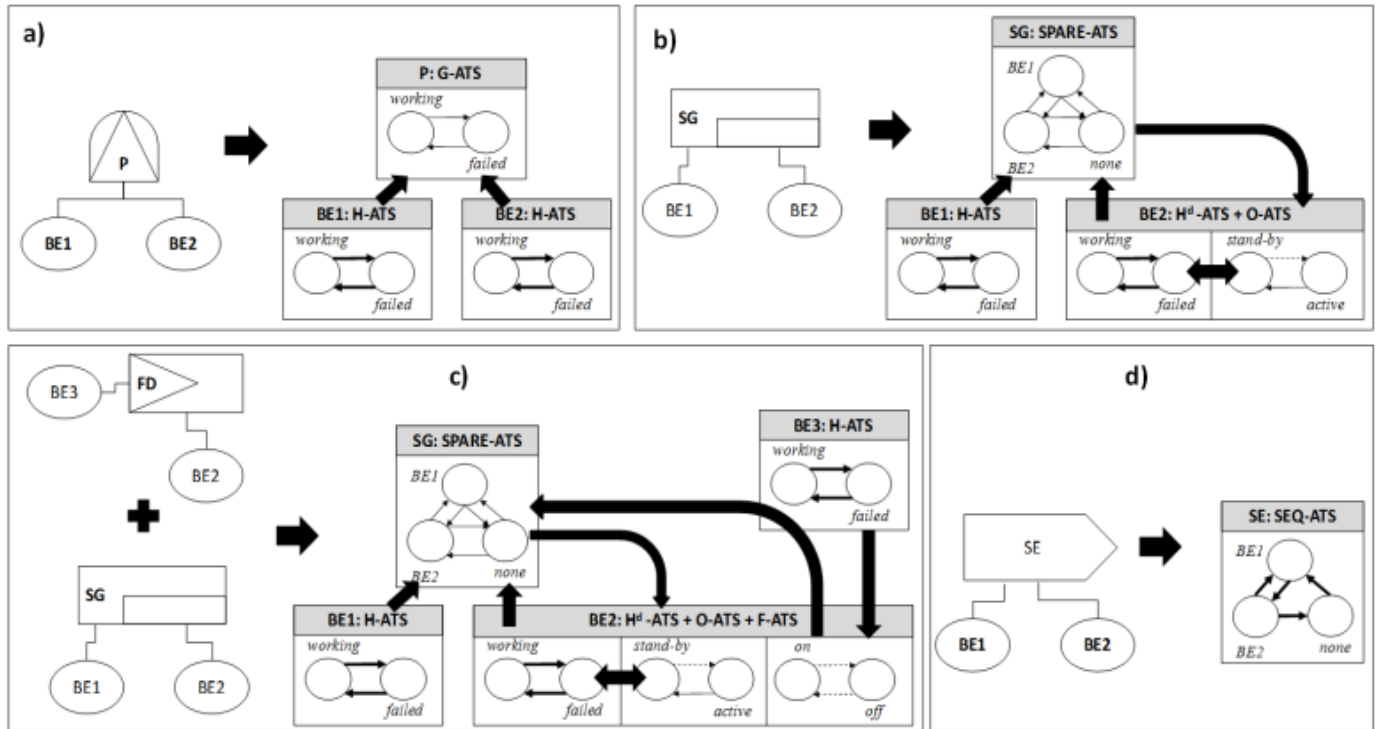 a)
P
BE1 BE2
P: G-ATS
working
failed
BE1: H-ATS
working
failed
BE2: H-ATS
working
failed
b)
SG
BE1 BE2
SG: SPARE-ATS
BE1
BE2 none
BE1: H-ATS
working
failed
BE2: Hᵈ -ATS + O-ATS
working stand-by
failed active
c)
BE3 FD
BE2
SG
BE1 BE2
SG: SPARE-ATS
BE1
BE2 none
BE3: H-ATS
working
failed
BE1: H-ATS
working
failed
BE2: Hᵈ -ATS + O-ATS + F-ATS
working stand-by on
failed active off
d)
SE
BE1 BE2
SE: SEQ-ATS
BE1
BE2 none